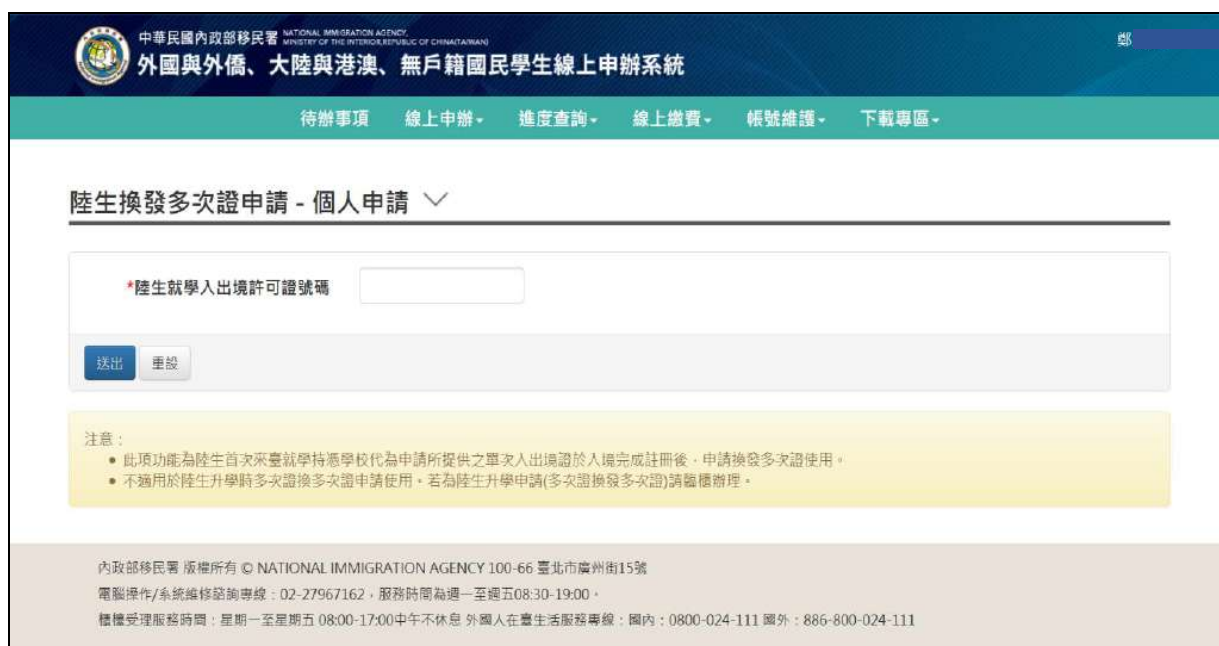 中華民國內政部移民署 NATIONAL IMMIGRATION AGENCY,
MINISTRY OF THE INTERIOR,REPUBLIC OF CHINA(TAIWAN)
外國與外僑、大陸與港澳、無戶籍國民學生線上申辦系統
鄭
待辦事項 線上申辦 進度查詢 線上繳費 帳號維護 下載專區
陸生換發多次證申請 - 個人申請
*陸生就學入出境許可證號碼
送出 重設
注意：
● 此項功能為陸生首次來臺就學持憑學校代為申請所提供之單次入出境證於入境完成註冊後，申請換發多次證使用。
● 不適用於陸生升學時多次證換多次證申請使用。若為陸生升學申請(多次證換發多次證)請臨櫃辦理。
內政部移民署 版權所有 © NATIONAL IMMIGRATION AGENCY 100-66 臺北市廣州街15號
電腦操作/系統維修諮詢專線：02-27967162，服務時間為週一至週五08:30-19:00。
櫃檯受理服務時間：星期一至星期五 08:00-17:00中午不休息 外國人在臺生活服務專線：國內：0800-024-111 國外：886-800-024-111